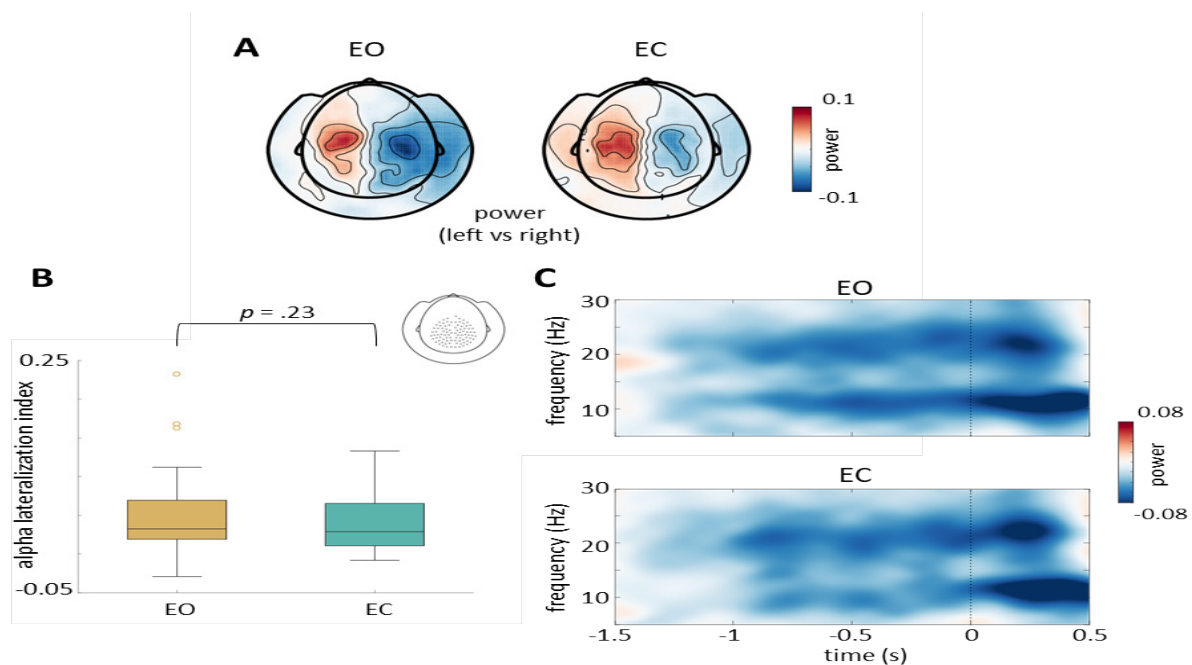 A
EO
EC
0.1
power
-0.1
power
(left vs right)
B
p = .23
0.25
alpha lateralization index
-0.05
EO
EC
C
EO
30
20
10
frequency (Hz)
0.08
power
-0.08
EC
30
20
10
frequency (Hz)
-1.5
-1
-0.5
0
0.5
time (s)